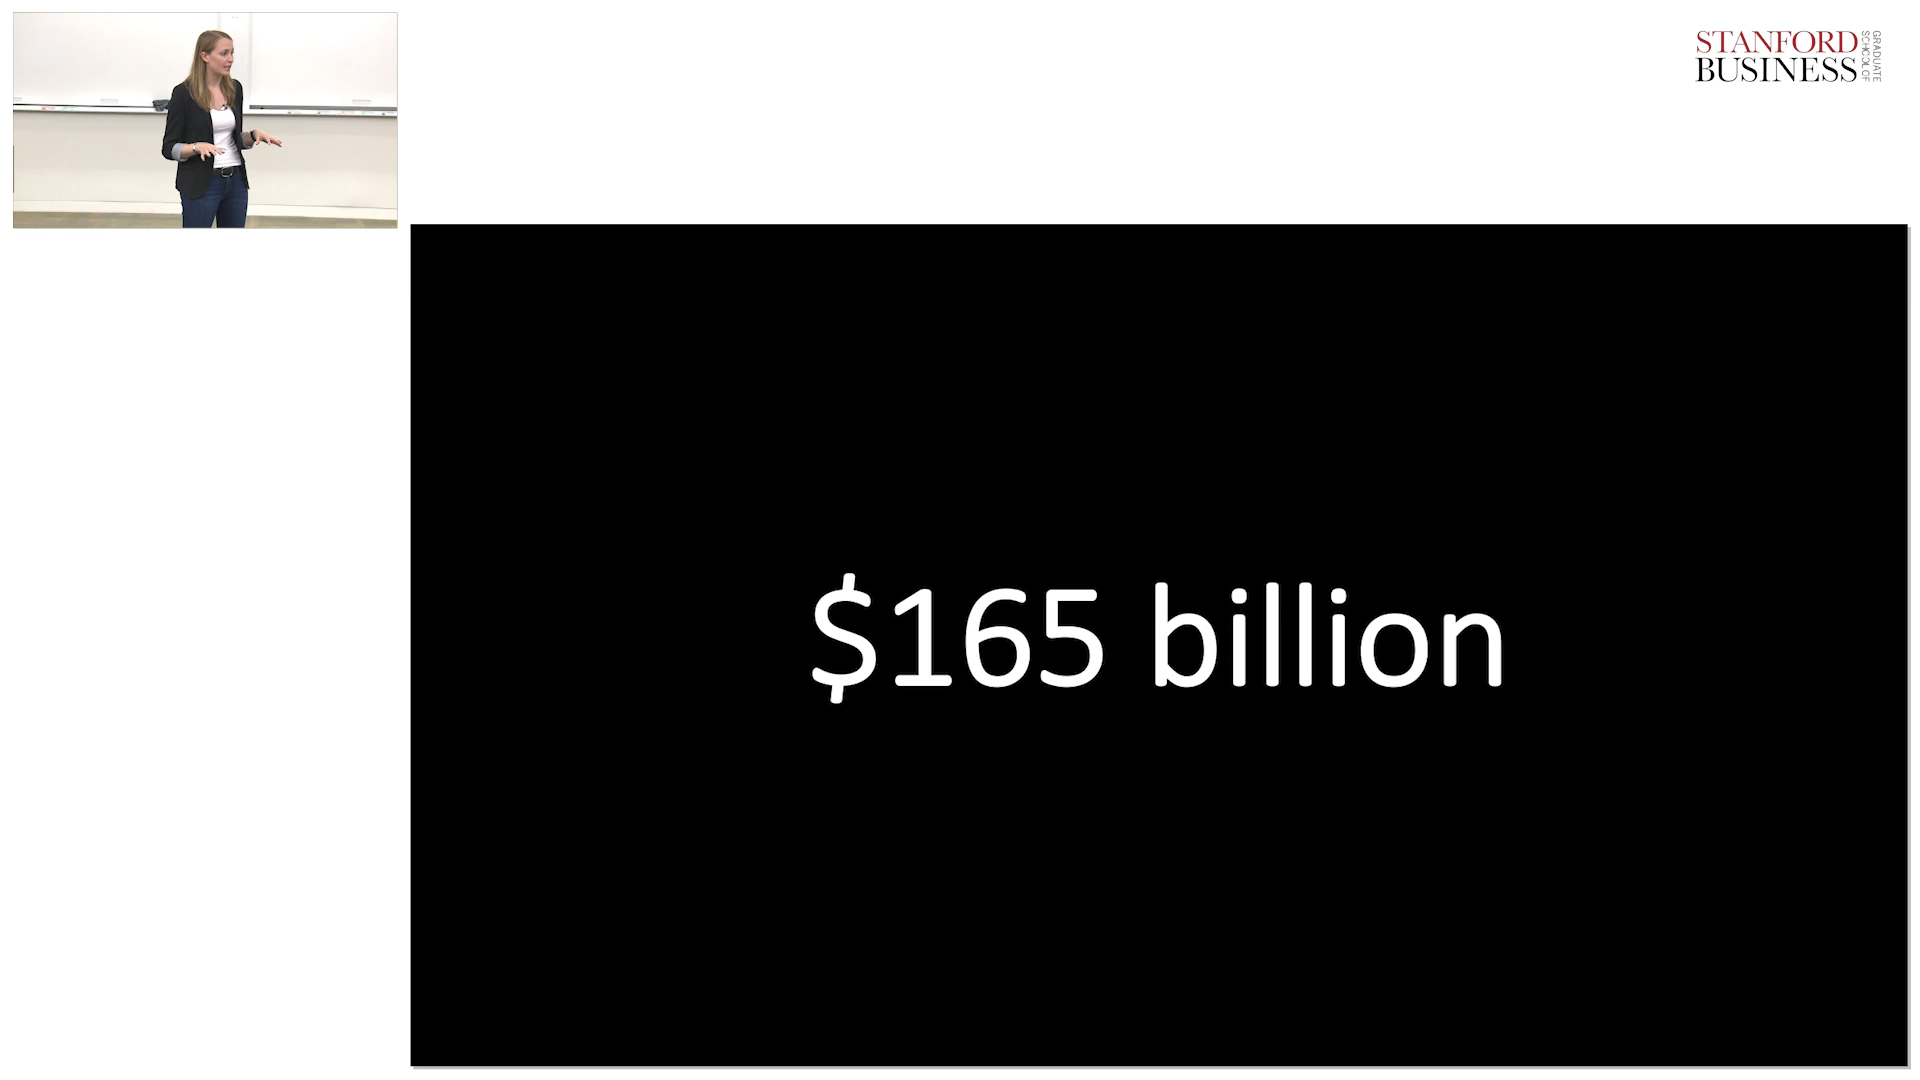 STANFORD
BUSINESS
GRADUATE
SCHOOL OF
$165 billion